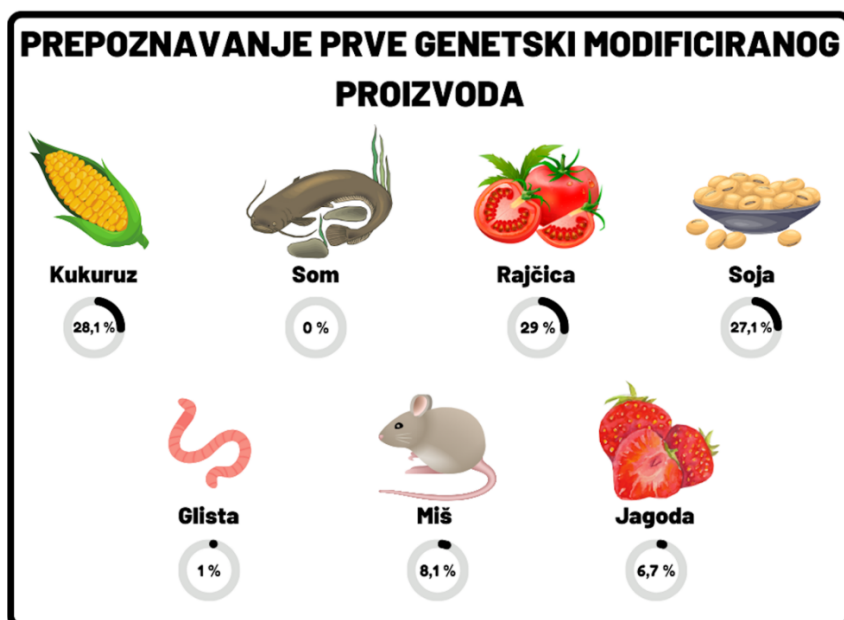 PREPOZNAVANJE PRVE GENETSKI MODIFICIRANOG
PROIZVODA
Kukuruz
Som
Rajčica
Soja
28,1 %
0 %
29 %
27,1 %
Glista
Miš
Jagoda
1 %
8,1 %
6,7 %